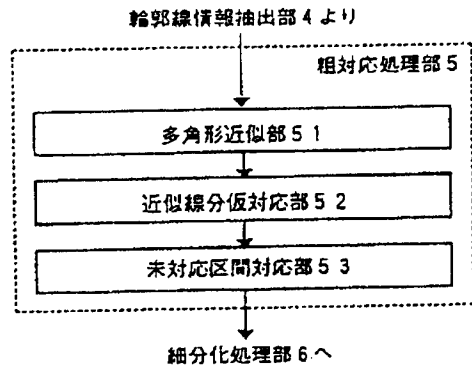 輪郭線情報抽出部4より
粗対応処理部5
多角形近似部51
近似線分仮対応部52
未対応区間対応部53
細分化処理部6へ